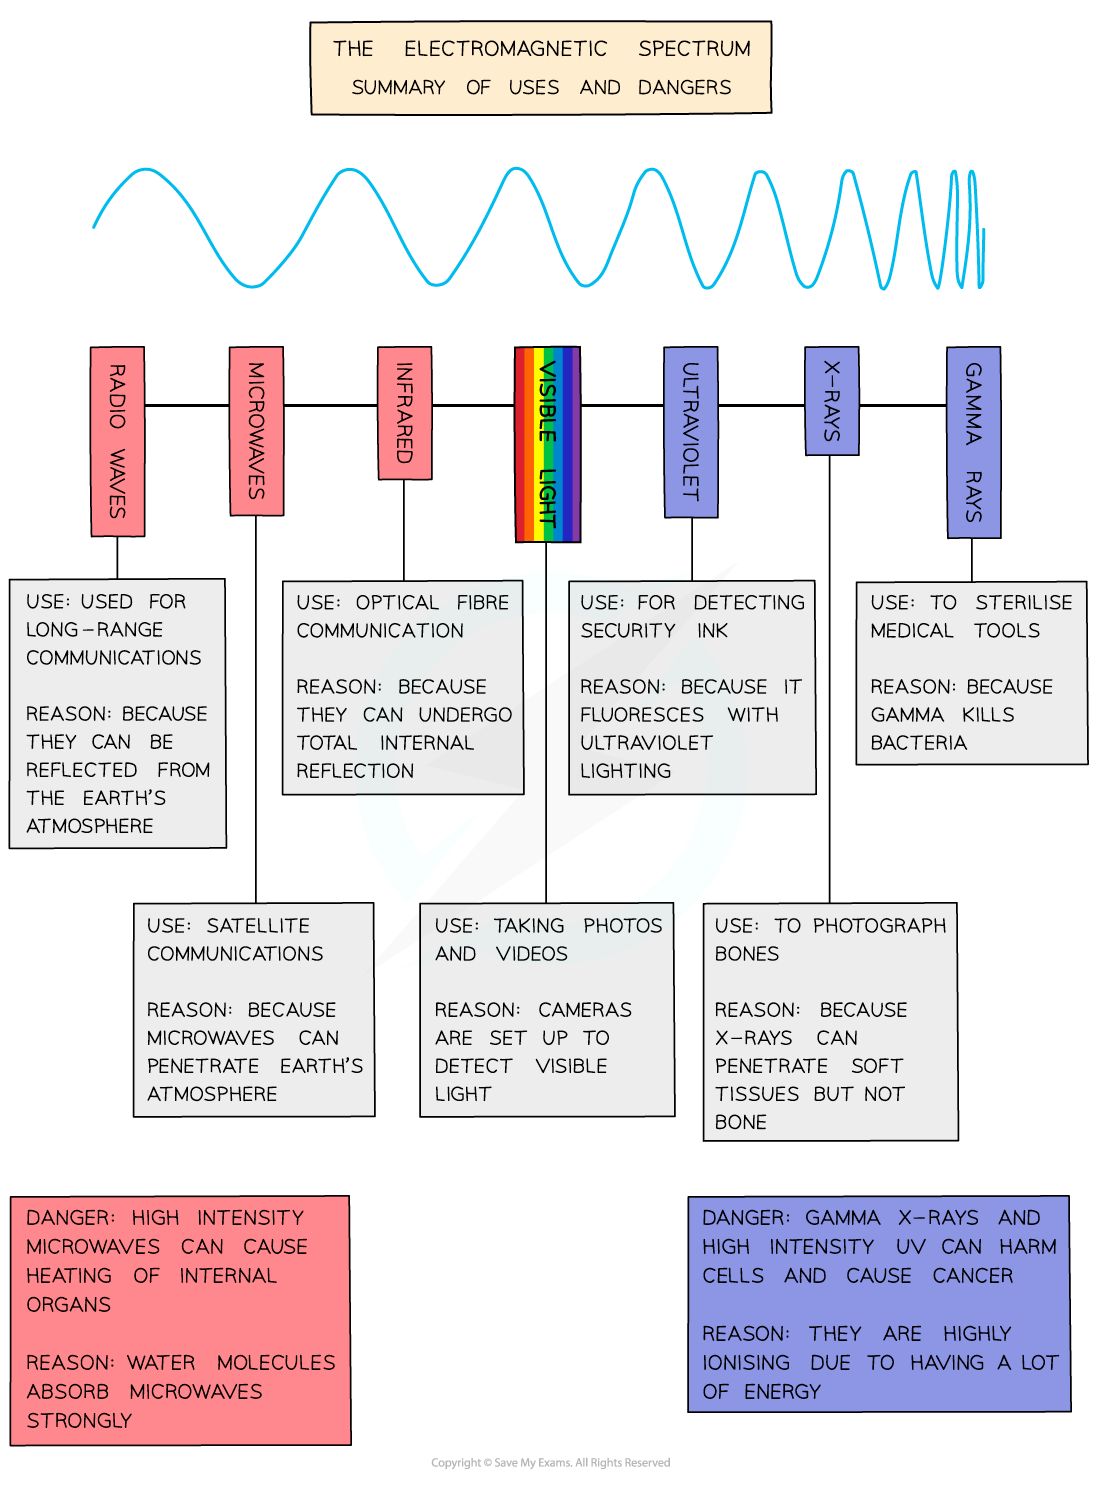 THE ELECTROMAGNETIC SPECTRUM
SUMMARY OF USES AND DANGERS
RADIO WAVES
MICROWAVES
INFRARED
VISIBLE LIGHT
ULTRAVIOLET
X-RAYS
GAMMA RAYS
USE: USED FOR
LONG-RANGE
COMMUNICATIONS
REASON: BECAUSE
THEY CAN BE
REFLECTED FROM
THE EARTH'S
ATMOSPHERE
USE: OPTICAL FIBRE
COMMUNICATION
REASON: BECAUSE
THEY CAN UNDERGO
TOTAL INTERNAL
REFLECTION
USE: FOR DETECTING
SECURITY INK
REASON: BECAUSE IT
FLUORESCES WITH
ULTRAVIOLET
LIGHTING
USE: TO STERILISE
MEDICAL TOOLS
REASON: BECAUSE
GAMMA KILLS
BACTERIA
USE: SATELLITE
COMMUNICATIONS
REASON: BECAUSE
MICROWAVES CAN
PENETRATE EARTH'S
ATMOSPHERE
USE: TAKING PHOTOS
AND VIDEOS
REASON: CAMERAS
ARE SET UP TO
DETECT VISIBLE
LIGHT
USE: TO PHOTOGRAPH
BONES
REASON: BECAUSE
X-RAYS CAN
PENETRATE SOFT
TISSUES BUT NOT
BONE
DANGER: HIGH INTENSITY
MICROWAVES CAN CAUSE
HEATING OF INTERNAL
ORGANS
REASON: WATER MOLECULES
ABSORB MICROWAVES
STRONGLY
DANGER: GAMMA X-RAYS AND
HIGH INTENSITY UV CAN HARM
CELLS AND CAUSE CANCER
REASON: THEY ARE HIGHLY
IONISING DUE TO HAVING A LOT
OF ENERGY
Copyright © Save My Exams. All Rights Reserved